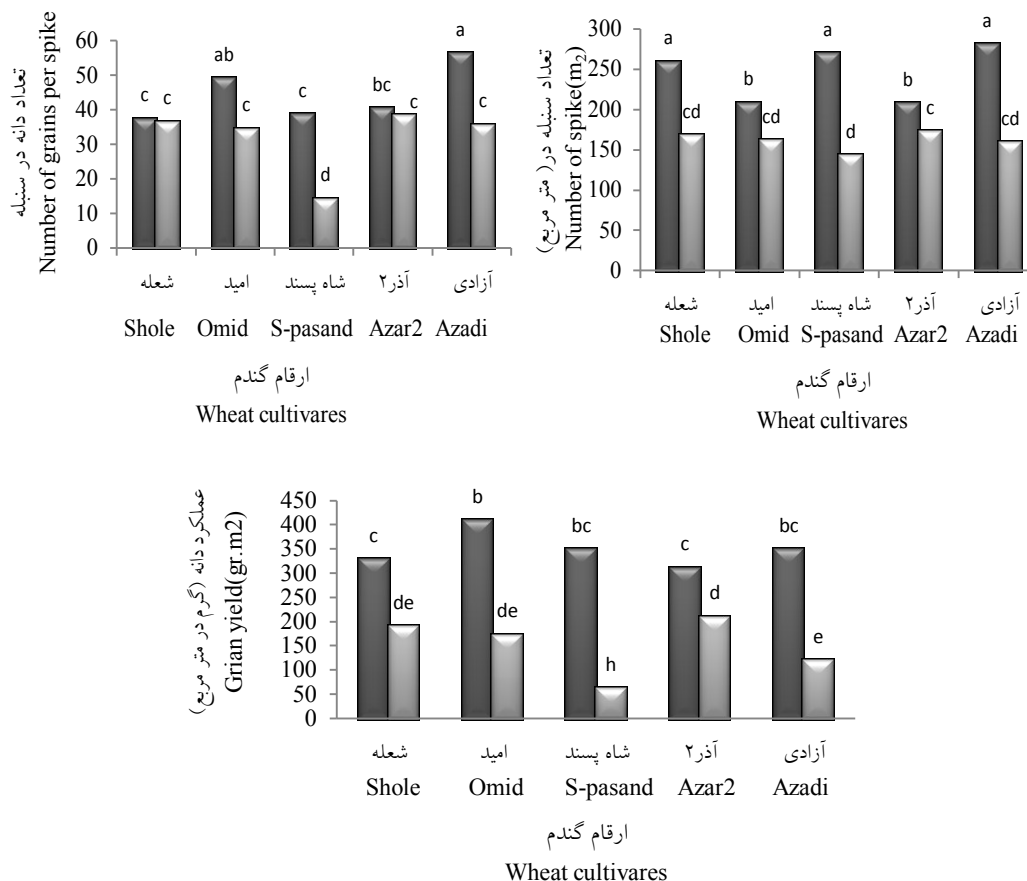 تعداد دانه در سنبله
Number of grains per spike
60
50
40
30
20
10
0
c c ab c c d bc c a c
شعله امید شاه پسند آذر۲ آزادی
Shole Omid S-pasand Azar2 Azadi
ارقام گندم
Wheat cultivares
تعداد سنبله در( متر مربع)
Number of spike(m2)
300
250
200
150
100
50
0
a cd b cd a d b c a cd
شعله امید شاه پسند آذر۲ آزادی
Shole Omid S-pasand Azar2 Azadi
ارقام گندم
Wheat cultivares
عملکرد دانه (گرم در متر مربع)
Grian yield(gr.m2)
450
400
350
300
250
200
150
100
50
0
c de b de bc h c d bc e
شعله امید شاه پسند آذر۲ آزادی
Shole Omid S-pasand Azar2 Azadi
ارقام گندم
Wheat cultivares